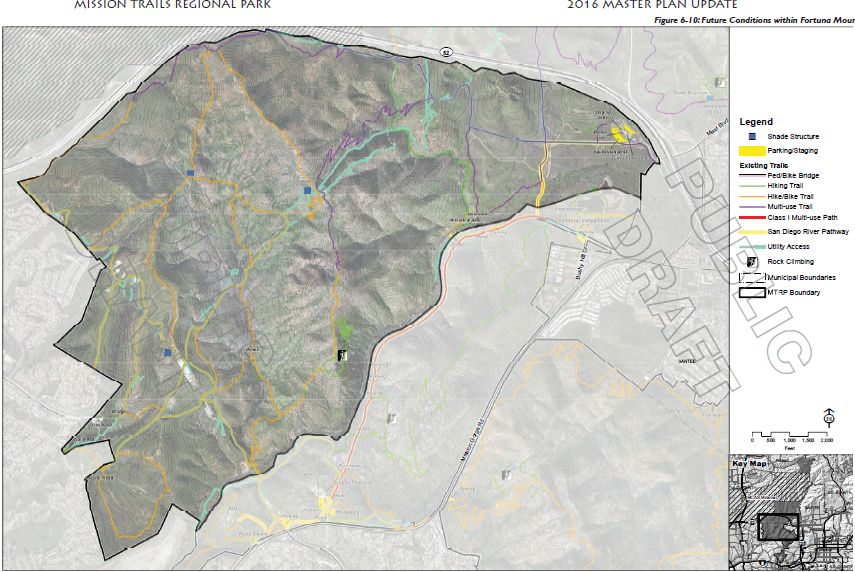 MISSION TRAILS REGIONAL PARK
2016 MASTER PLAN UPDATE
Figure 6-10: Future Conditions within Fortuna Moun
52
Mast Blvd
Legend
Shade Structure
Parking/Staging
Existing Trails
Ped/Bike Bridge
Hiking Trail
Hike/Bike Trail
Multi-use Trail
Class I Multi-use Path
San Diego River Pathway
Utility Access
Rock Climbing
Municipal Boundaries
MTRP Boundary
PUBLIC
DRAFT
SANTEE
Mission Gorge Rd
0 500 1,000 1,500 2,000
Feet
Key Map